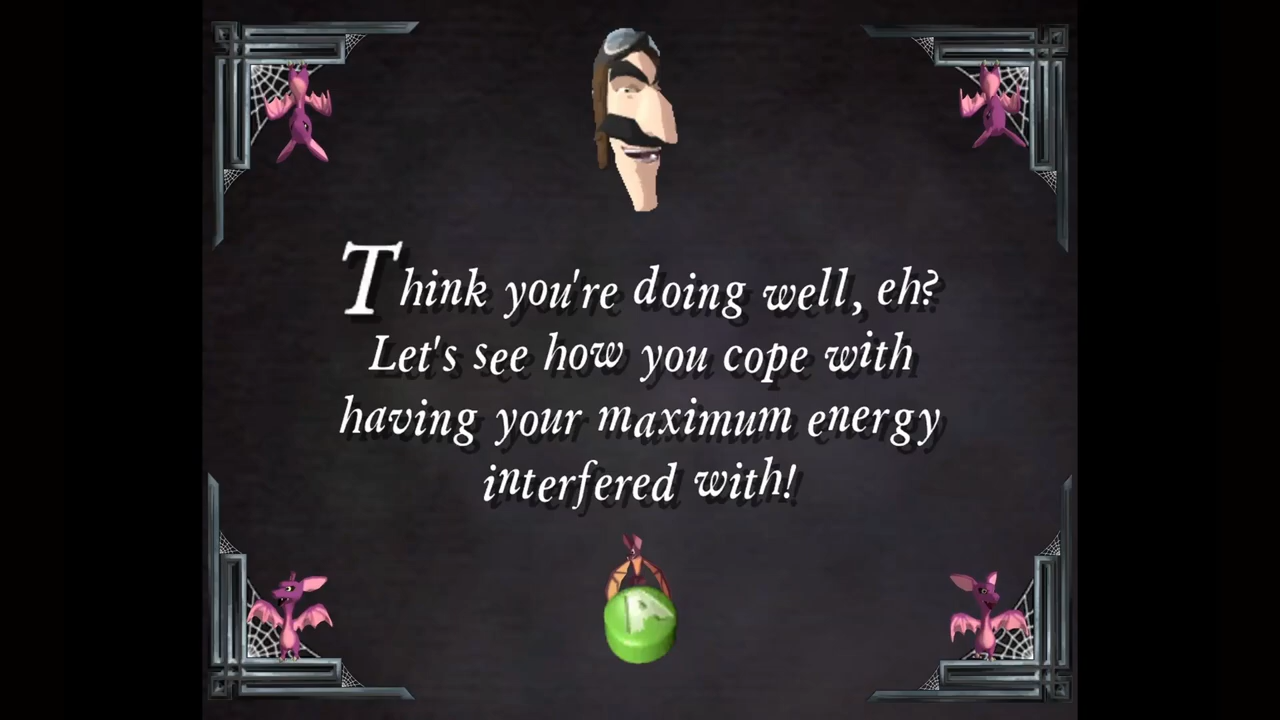 Think you're doing well, eh?
Let's see how you cope with
having your maximum energy
interfered with!
A